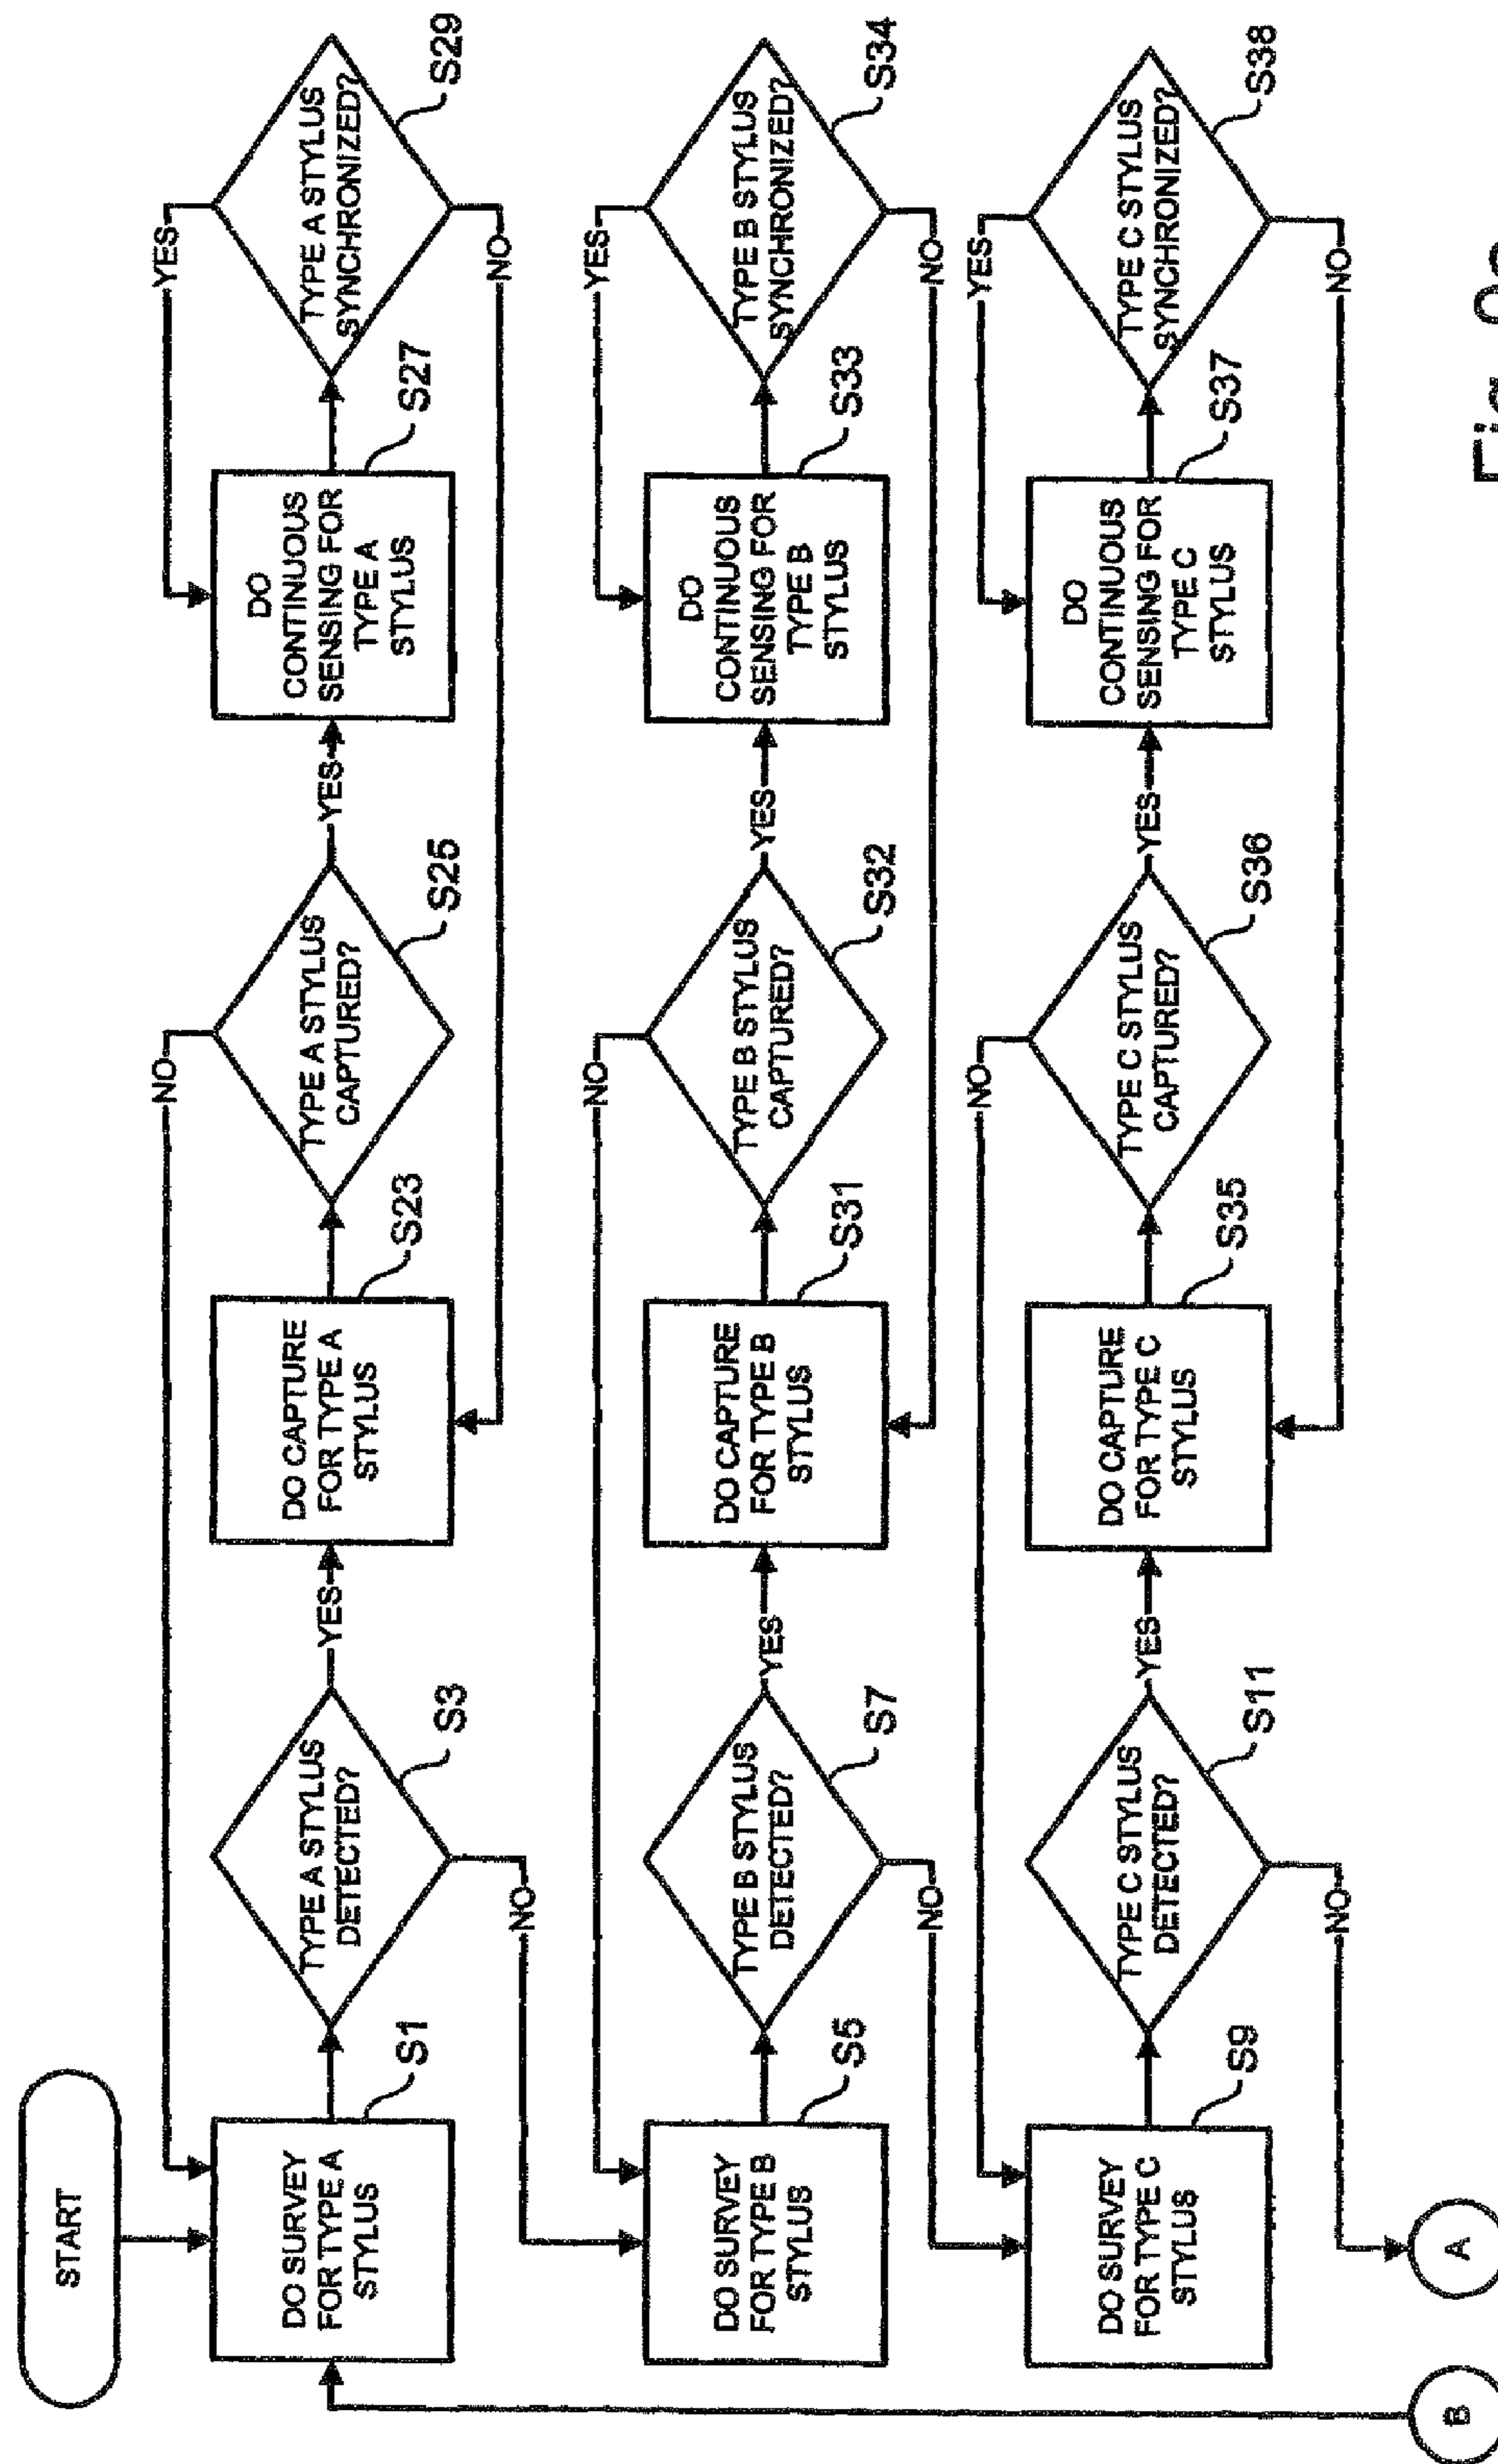 START
DO SURVEY
FOR TYPE A
STYLUS
S1
TYPE A STYLUS
DETECTED?
S3
YES
NO
DO CAPTURE
FOR TYPE A
STYLUS
S23
TYPE A STYLUS
CAPTURED?
S25
NO
YES
DO
CONTINUOUS
SENSING FOR
TYPE A
STYLUS
S27
TYPE A STYLUS
SYNCHRONIZED?
S29
YES
NO
DO SURVEY
FOR TYPE B
STYLUS
S5
TYPE B STYLUS
DETECTED?
S7
YES
NO
DO CAPTURE
FOR TYPE B
STYLUS
S31
TYPE B STYLUS
CAPTURED?
S32
NO
YES
DO
CONTINUOUS
SENSING FOR
TYPE B
STYLUS
S33
TYPE B STYLUS
SYNCHRONIZED?
S34
YES
NO
DO SURVEY
FOR TYPE C
STYLUS
S9
TYPE C STYLUS
DETECTED?
S11
YES
NO
DO CAPTURE
FOR TYPE C
STYLUS
S35
TYPE C STYLUS
CAPTURED?
S36
NO
YES
DO
CONTINUOUS
SENSING FOR
TYPE C
STYLUS
S37
TYPE C STYLUS
SYNCHRONIZED?
S38
YES
NO
B
A